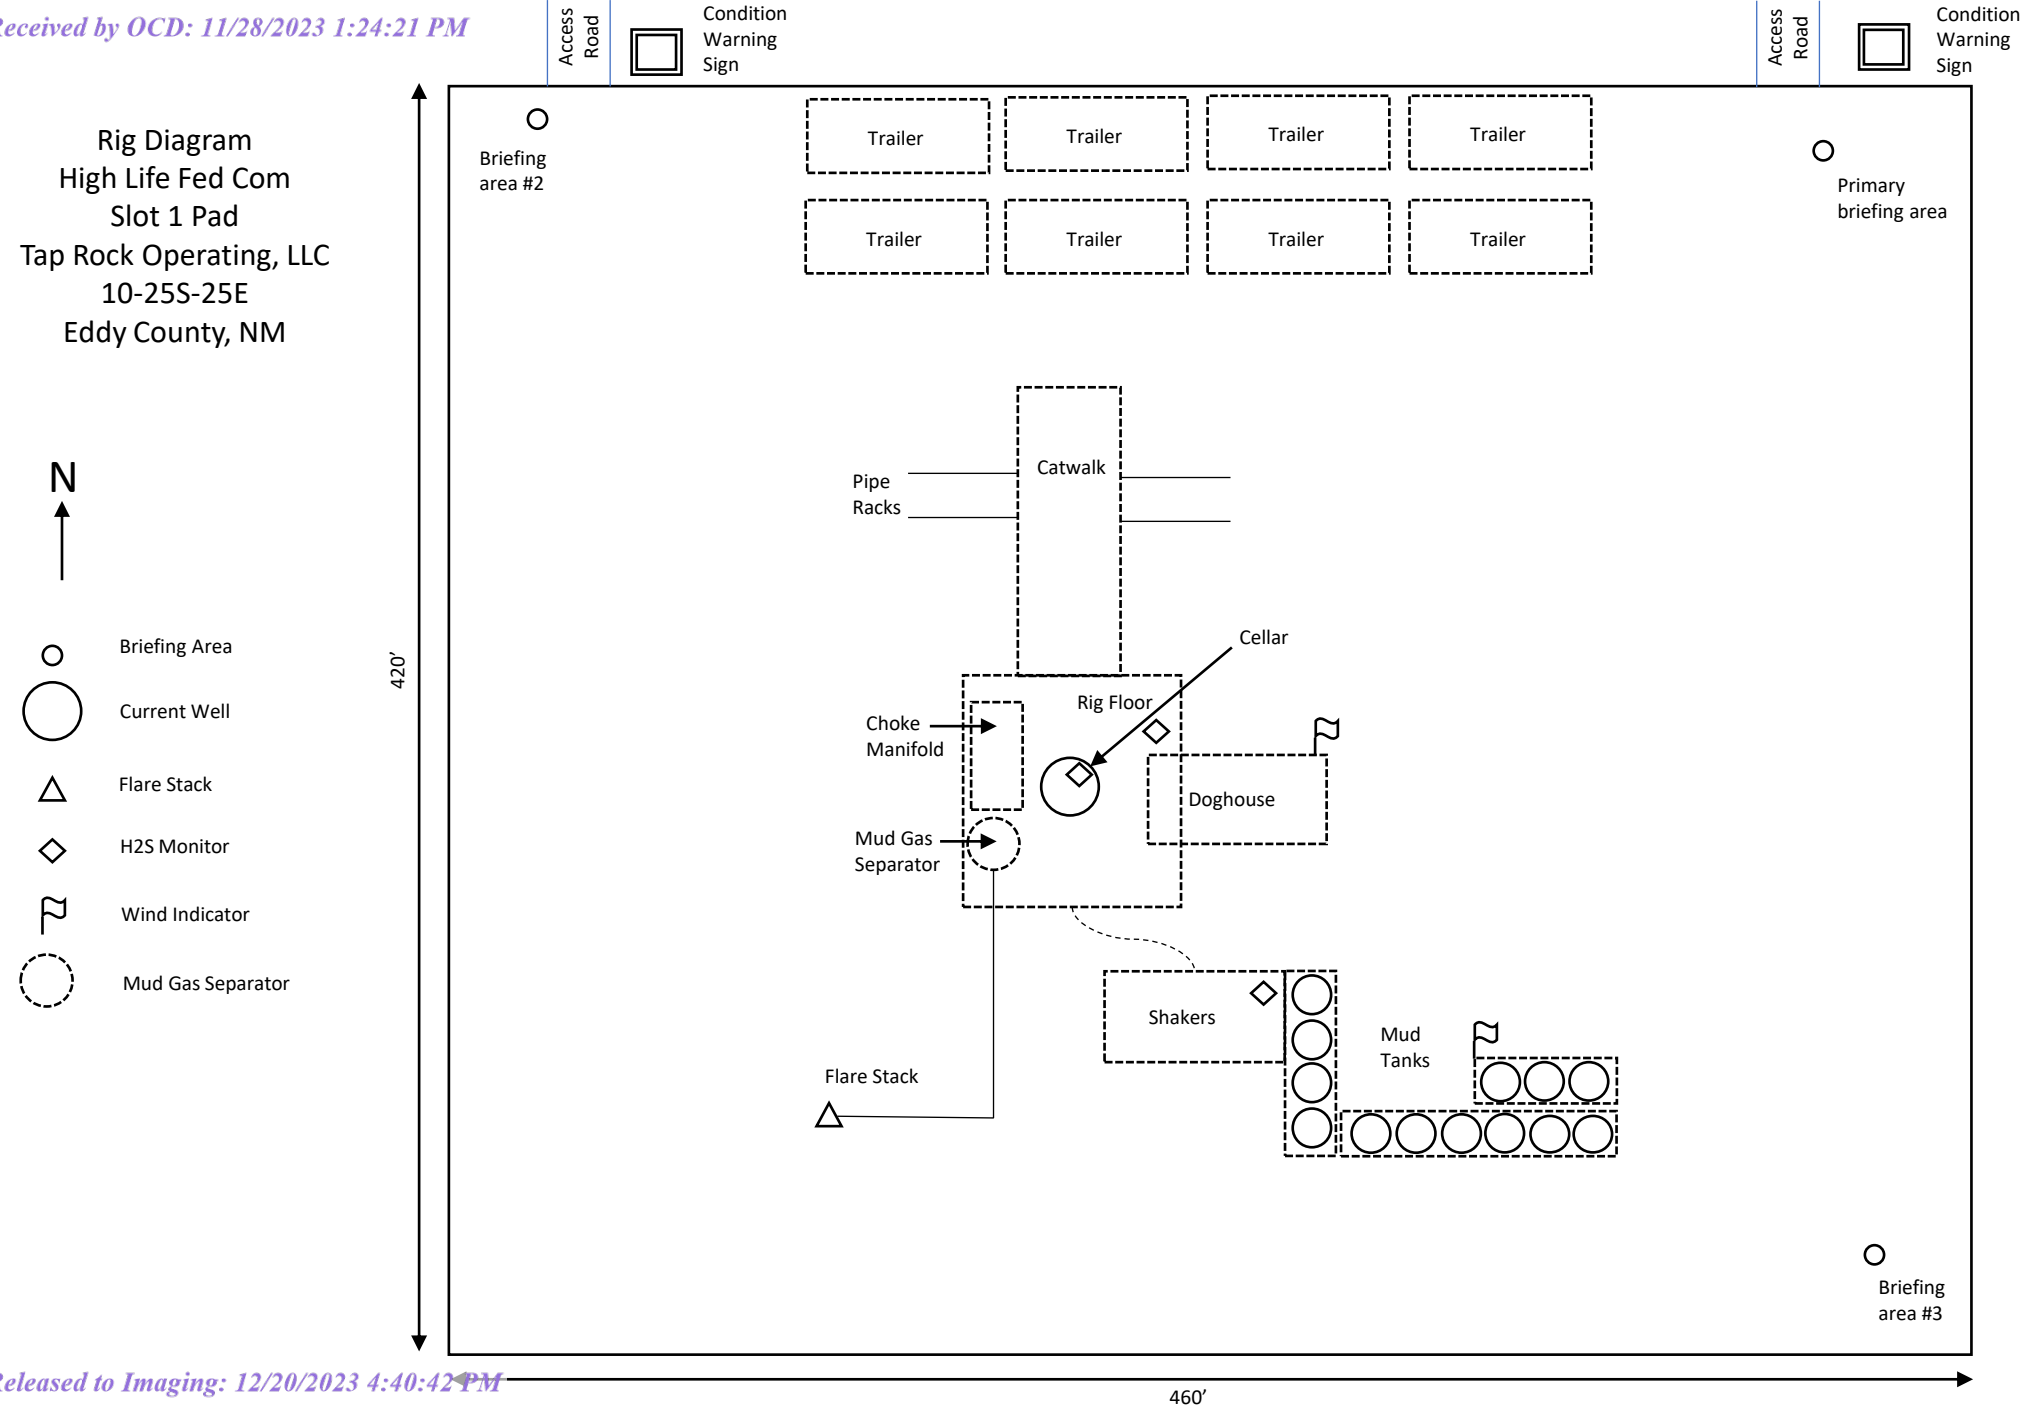 eceived by OCD: 11/28/2023 1:24:21 PM
Access
Road
Condition
Warning
Sign
Access
Road
Condition
Warning
Sign
Rig Diagram
High Life Fed Com
Slot 1 Pad
Tap Rock Operating, LLC
10-25S-25E
Eddy County, NM
Briefing
area #2
Trailer
Trailer
Trailer
Trailer
Primary
briefing area
Trailer
Trailer
Trailer
Trailer
N
Pipe
Racks
Catwalk
Briefing Area
Current Well
Flare Stack
H2S Monitor
Wind Indicator
Mud Gas Separator
420’
Cellar
Rig Floor
Choke
Manifold
Doghouse
Mud Gas
Separator
Shakers
Mud
Tanks
Flare Stack
Briefing
area #3
eleased to Imaging: 12/20/2023 4:40:42 PM
460’